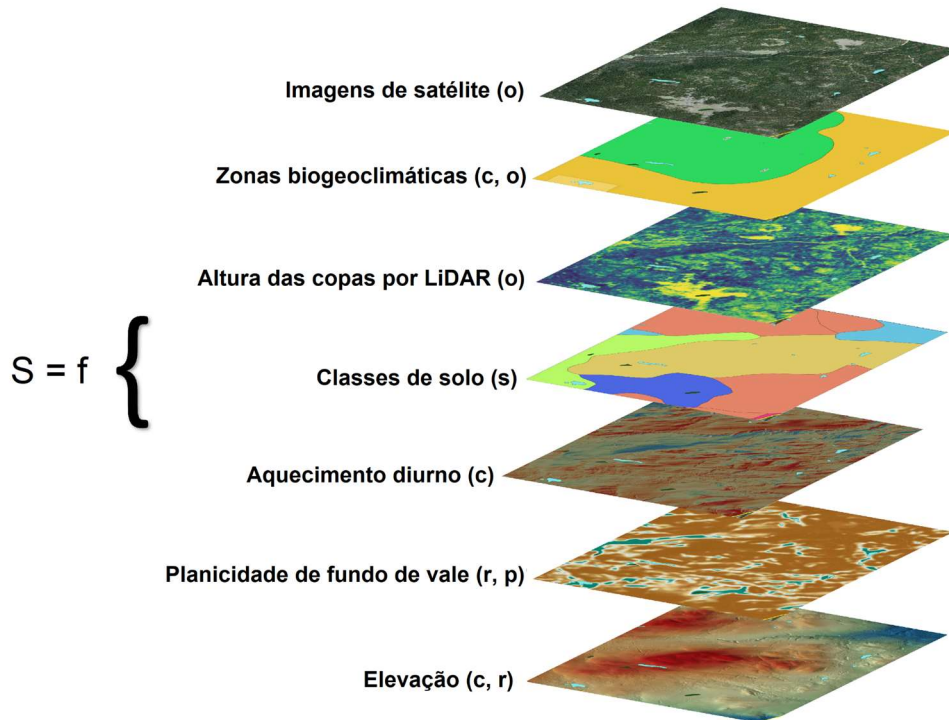 Imagens de satélite (o)
Zonas biogeoclimáticas (c, o)
Altura das copas por LiDAR (o)
S = f {
Classes de solo (s)
Aquecimento diurno (c)
Planicidade de fundo de vale (r, p)
Elevação (c, r)